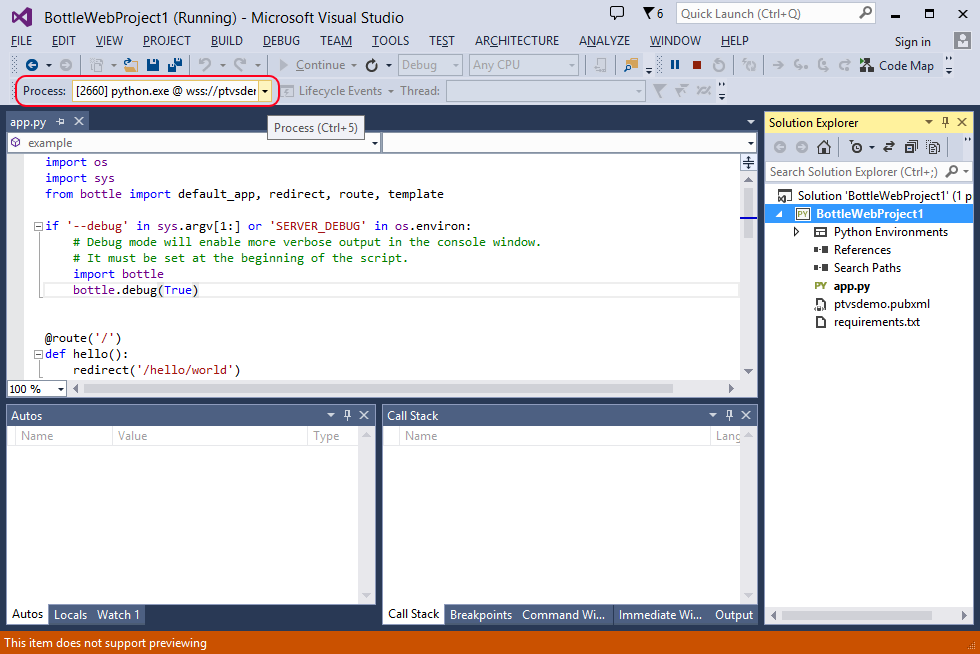 BottleWebProject1 (Running) - Microsoft Visual Studio
6
Quick Launch (Ctrl+Q)
FILE EDIT VIEW PROJECT BUILD DEBUG TEAM TOOLS TEST ARCHITECTURE ANALYZE WINDOW HELP Sign in
Continue Debug Any CPU Code Map
Process: [2660] python.exe @ wss://ptvsder Lifecycle Events Thread:
app.py
Process (Ctrl+5)
example
import os
import sys
from bottle import default_app, redirect, route, template
if '--debug' in sys.argv[1:] or 'SERVER_DEBUG' in os.environ:
# Debug mode will enable more verbose output in the console window.
# It must be set at the beginning of the script.
import bottle
bottle.debug(True)
@route('/')
def hello():
redirect('/hello/world')
100 %
Solution Explorer
Search Solution Explorer (Ctrl+;)
Solution 'BottleWebProject1' (1 p
PY BottleWebProject1
Python Environments
References
Search Paths
PY app.py
ptvsdemo.pubxml
requirements.txt
Autos
Name Value Type
Autos Locals Watch 1
Call Stack
Name Lang
Call Stack Breakpoints Command Wi... Immediate Wi... Output
This item does not support previewing